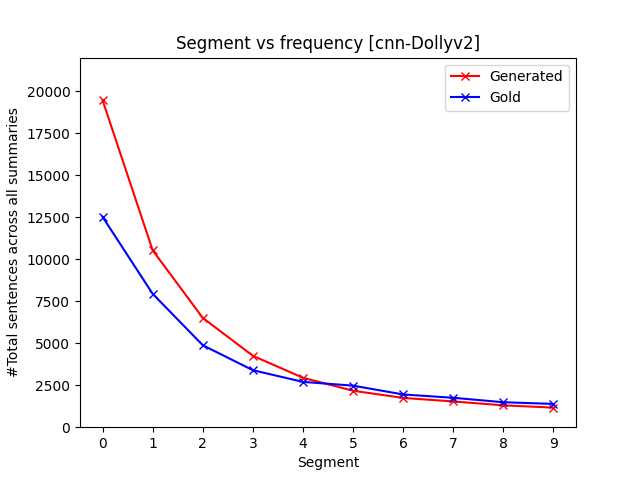 Segment vs frequency [cnn-Dollyv2]
Generated
Gold
#Total sentences across all summaries
20000
17500
15000
12500
10000
7500
5000
2500
0
0 1 2 3 4 5 6 7 8 9
Segment